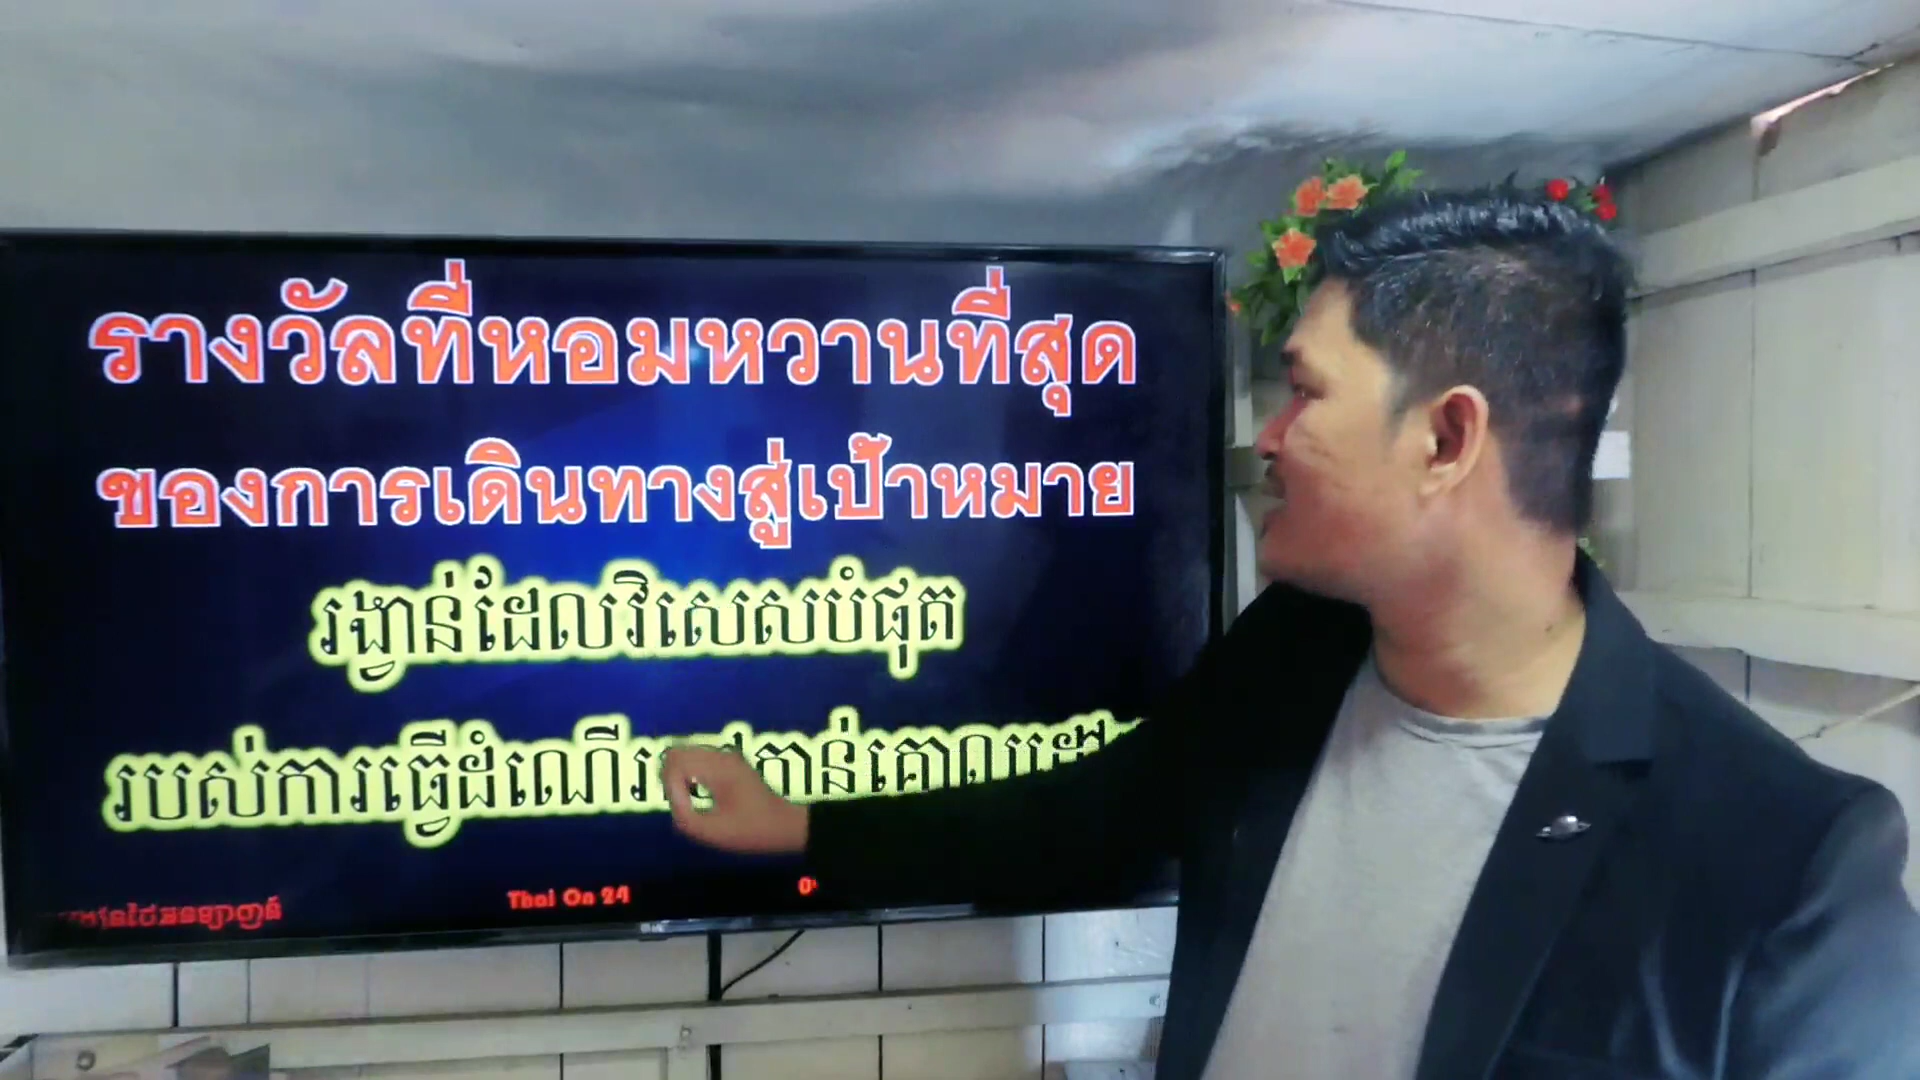 รางวัลที่หอมหวานที่สุด
ของการเดินทางสู่เป้าหมาย
រង្វាន់ដែលវិសេសបំផុត
របស់ការធ្វើដំណើរ
Thai On 24